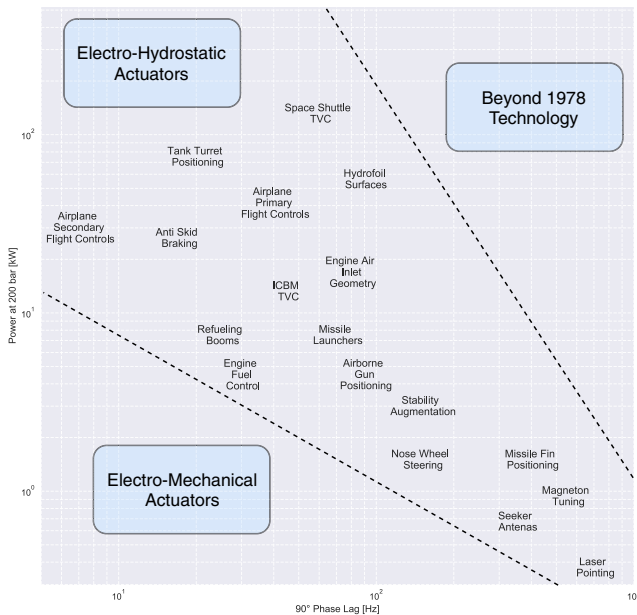 Electro-Hydrostatic
Actuators
Beyond 1978
Technology
Space Shuttle
TVC
10²
Tank Turret
Positioning
Hydrofoil
Surfaces
Airplane
Primary
Flight Controls
Airplane
Secondary
Flight Controls
Anti Skid
Braking
Engine Air
Inlet
Geometry
ICBM
TVC
10¹
Refueling
Booms
Missile
Launchers
Engine
Fuel
Control
Airborne
Gun
Positioning
Stability
Augmentation
Nose Wheel
Steering
Missile Fin
Positioning
Electro-Mechanical
Actuators
10⁰
Magneton
Tuning
Seeker
Antenas
Laser
Pointing
Power at 200 bar [kW]
10¹
10²
10
90° Phase Lag [Hz]